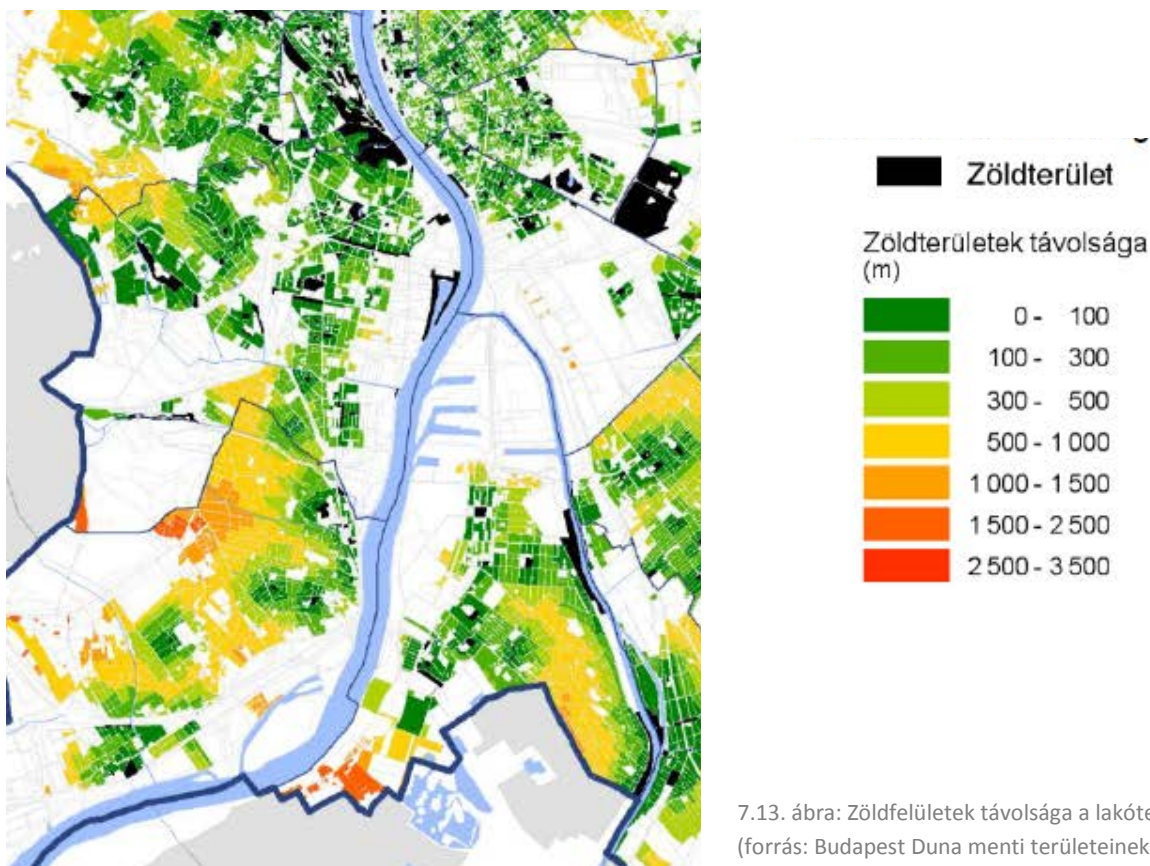 Zöldterület
Zöldterületek távolsága
(m)
0 - 100
100 - 300
300 - 500
500 - 1 000
1 000 - 1 500
1 500 - 2 500
2 500 - 3 500
7.13. ábra: Zöldfelületek távolsága a lakóte
(forrás: Budapest Duna menti területeinek